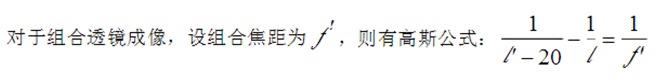 对于组合透镜成像，设组合焦距为 f'，则有高斯公式：1/(l'-20) - 1/l = 1/f'